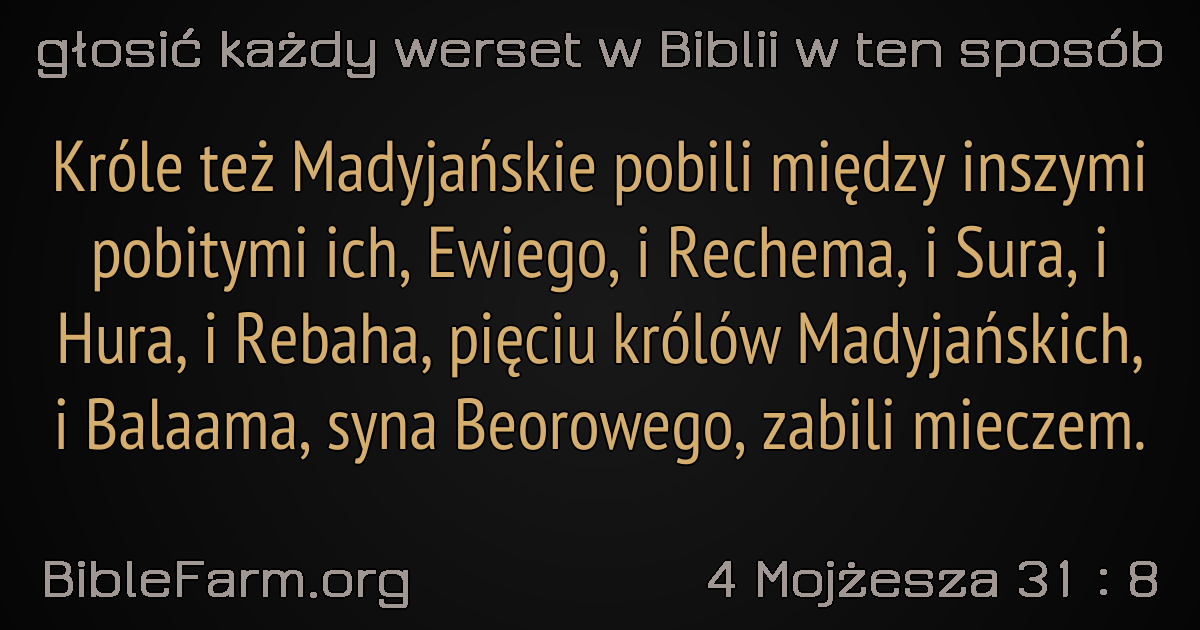 głosić każdy werset w Biblii w ten sposób
Króle też Madyjańskie pobili między inszymi
pobitymi ich, Ewiego, i Rechema, i Sura, i
Hura, i Rebaha, pięciu królów Madyjańskich,
i Balaama, syna Beorowego, zabili mieczem.
BibleFarm.org
4 Mojżesza 31 : 8